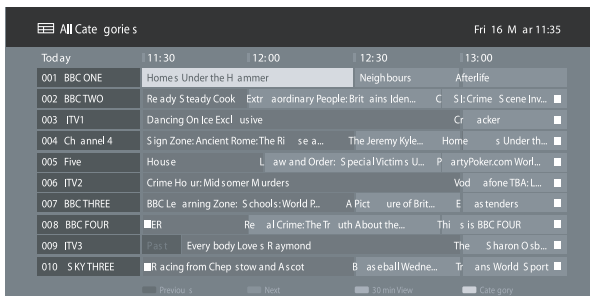 All Categories Fri 16 Mar 11:35
Today 11:30 12:00 12:30 13:00
001 BBC ONE Homes Under the Hammer Neighbours Afterlife
002 BBC TWO Ready Steady Cook Extraordinary People: Britains Iden... CSI: Crime Scene Inv...
003 ITV1 Dancing On Ice Exclusive Cracker
004 Channel 4 Sign Zone: Ancient Rome: The Rise a... The Jeremy Kyle... Homes Under th...
005 Five House Law and Order: Special Victims U... PartyPoker.com Worl...
006 ITV2 Crime Hour: Midsomer Murders Vodafone TBA: L...
007 BBC THREE BBC Learning Zone: Schools: World P... A Picture of Brit... Eastenders
008 BBC FOUR ER Real Crime: The Truth About the... This is BBC FOUR
009 ITV3 Past Every body Loves Raymond The Sharon Osb...
010 SKY THREE Racing from Chepstow and Ascot Baseball Wedne... Trans World Sport
Previous Next 30 min View Category